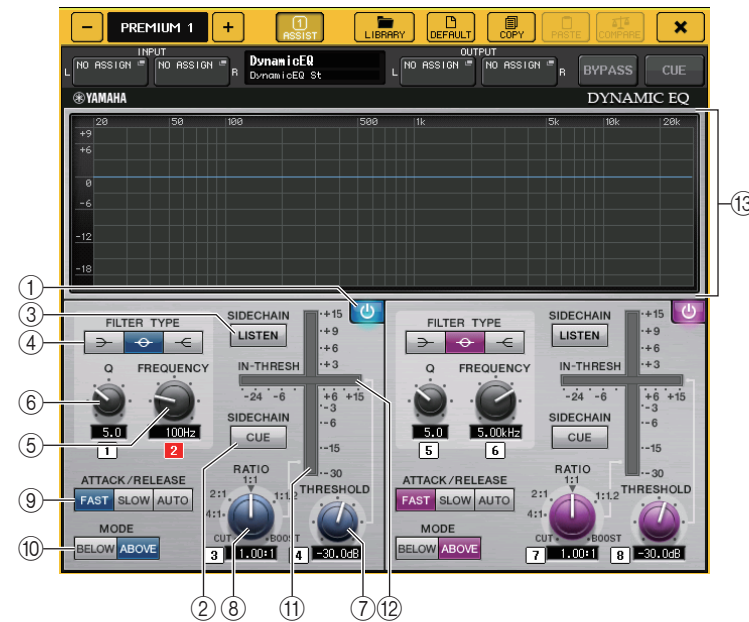 PREMIUM 1
1
ASSIST
LIBRARY
DEFAULT
COPY
PASTE
COMPARE
INPUT
OUTPUT
L NO ASSIGN NO ASSIGN R
DynamicEQ
DynamicEQ St
L NO ASSIGN NO ASSIGN R
BYPASS
CUE
YAMAHA
DYNAMIC EQ
20 50 100 500 1k 5k 10k 20k
+9
+6
0
-6
-12
-18
⑬
①
③
④
⑥
⑤
⑨
⑩
FILTER TYPE
Q FREQUENCY
5.0 100Hz
1 2
ATTACK/RELEASE
FAST SLOW AUTO
MODE
BELOW ABOVE
SIDECHAIN
LISTEN
IN-THRESH
-24 -6 +6 +15
SIDECHAIN
CUE
+15
+9
+6
+3
-3
-6
-15
-30
RATIO
1:1
2:1 1:1.2
4:1
CUT BOOST
3 1.00:1
THRESHOLD
4 -30.0dB
FILTER TYPE
Q FREQUENCY
5.0 5.00kHz
5 6
ATTACK/RELEASE
FAST SLOW AUTO
MODE
BELOW ABOVE
SIDECHAIN
LISTEN
IN-THRESH
-24 -6 +6 +15
SIDECHAIN
CUE
+15
+9
+6
+3
-3
-6
-15
-30
RATIO
1:1
2:1 1:1.2
4:1
CUT BOOST
7 1.00:1
THRESHOLD
8 -30.0dB
② ⑧ ⑪ ⑦ ⑫